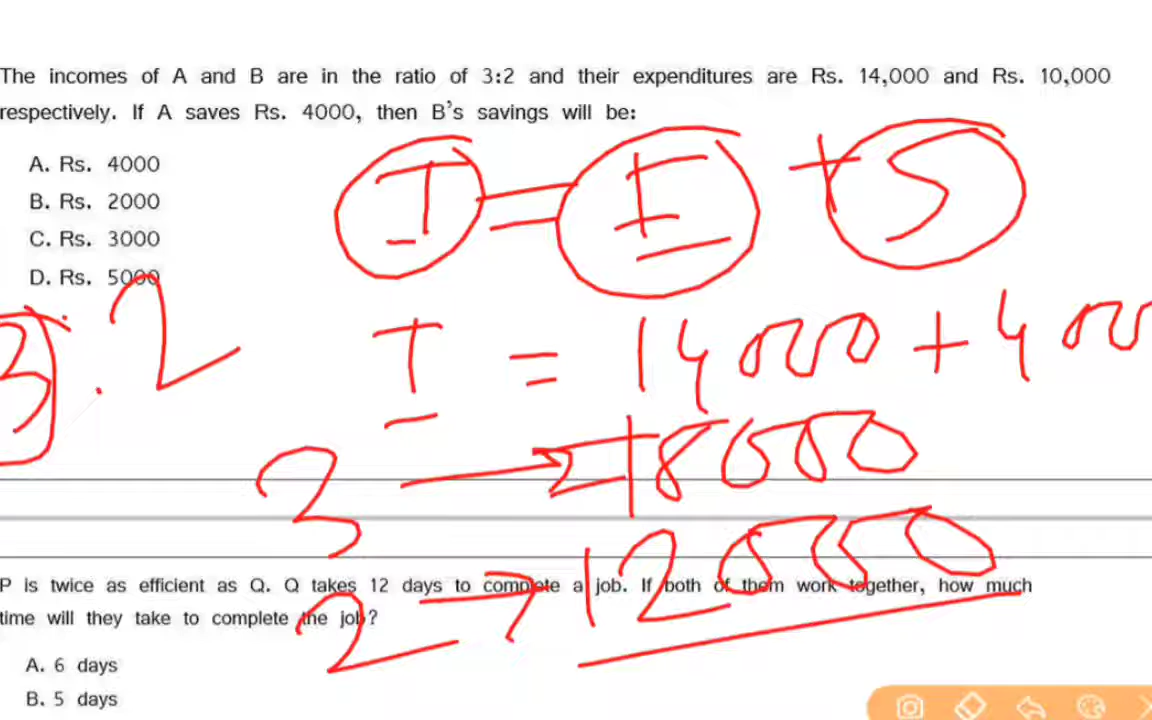 The incomes of A and B are in the ratio of 3:2 and their expenditures are Rs. 14,000 and Rs. 10,000
respectively. If A saves Rs. 4000, then B's savings will be:
A. Rs. 4000
B. Rs. 2000
C. Rs. 3000
D. Rs. 5000
I = E + S
3:2
I = 14000 + 4000
3 → 18000
2 → 12000
P is twice as efficient as Q. Q takes 12 days to complete a job. If both of them work together, how much
time will they take to complete the job?
A. 6 days
B. 5 days